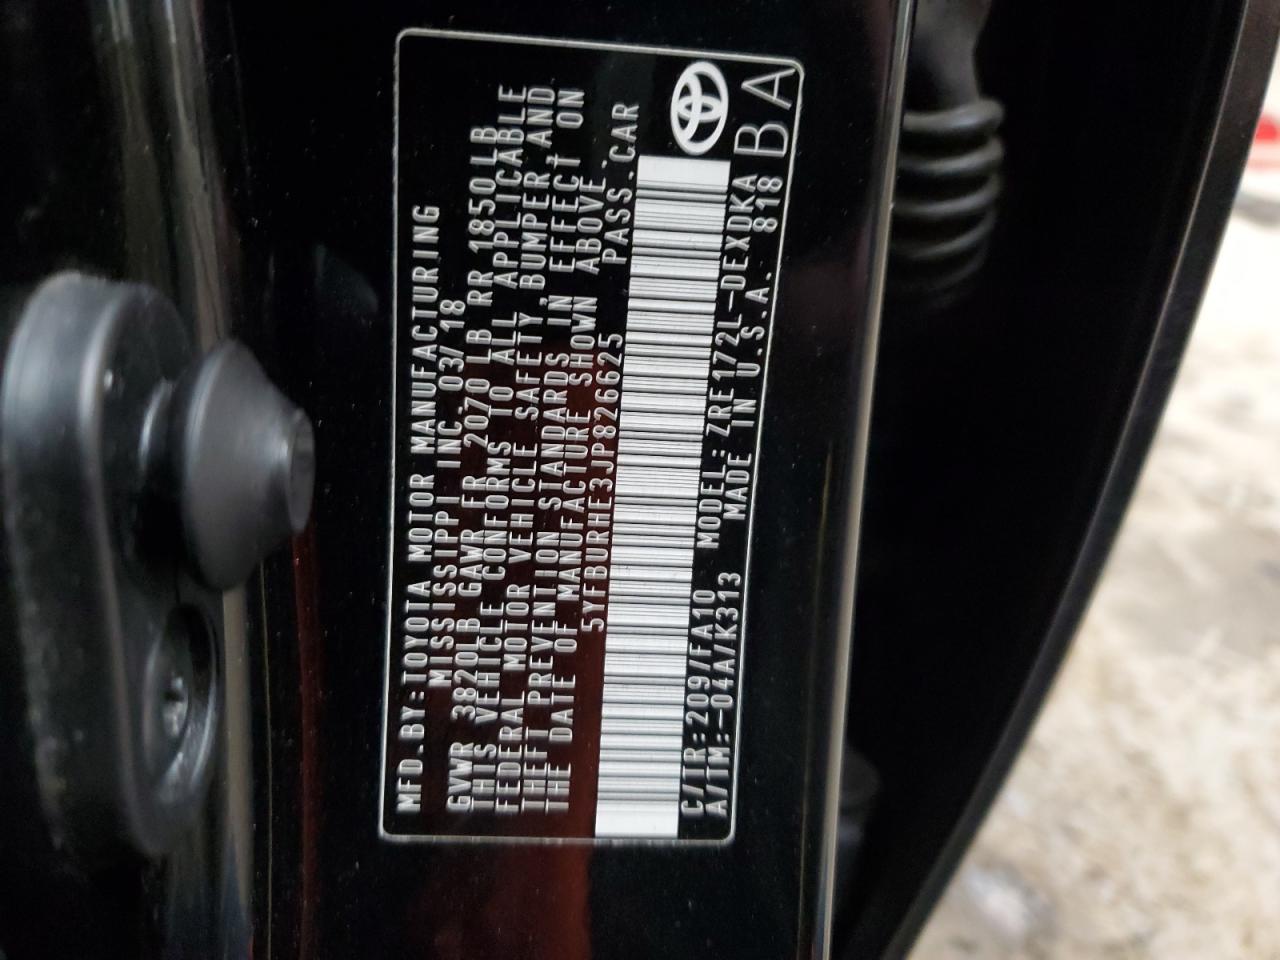 MFD.BY:TOYOTA MOTOR MANUFACTURING
MISSISSIPPI INC. 03/18
GVWR 3820LB GAWR FR 2070 LB RR 1850LB
THIS VEHICLE CONFORMS TO ALL APPLICABLE
FEDERAL MOTOR VEHICLE SAFETY, BUMPER, AND
THEFT PREVENTION STANDARDS IN EFFECT ON
THE DATE OF MANUFACTURE SHOWN ABOVE.
5YFBURHE3JP826625 PASS.CAR
C/TR:209/FA10 MODEL:ZRE172L-DEXDKA
A/TM:-04A/K313 MADE IN U.S.A. 818
BA